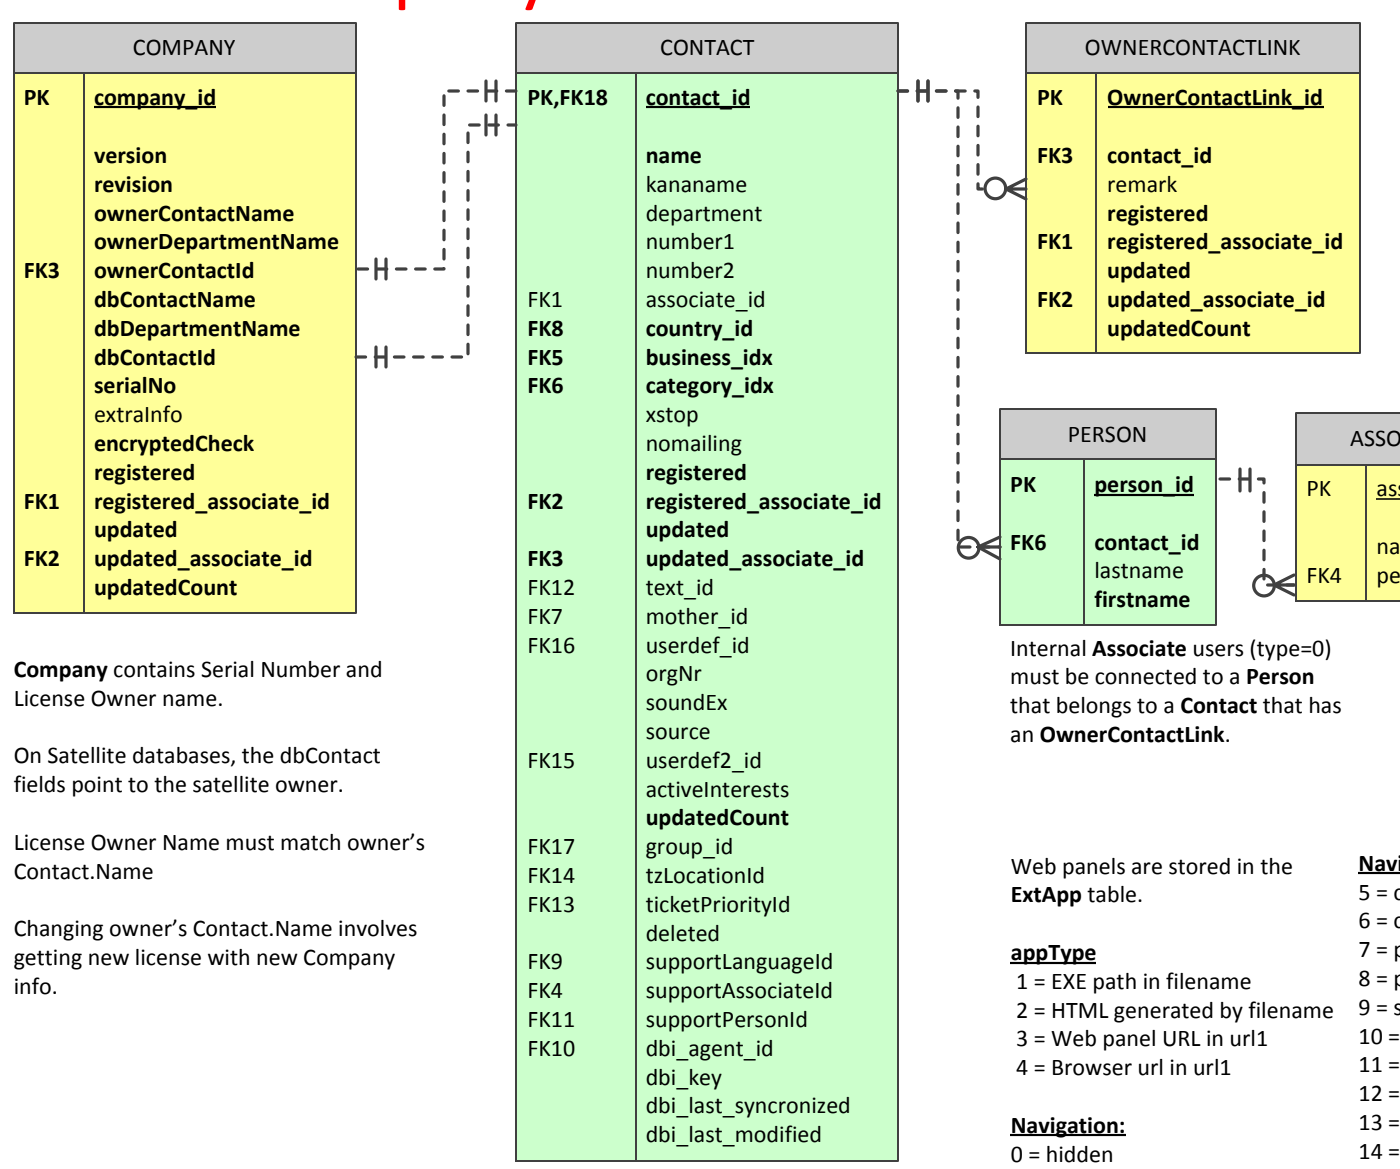 COMPANY
PK company_id
version
revision
ownerContactName
ownerDepartmentName
FK3 ownerContactId
dbContactName
dbDepartmentName
dbContactId
serialNo
extraInfo
encryptedCheck
registered
FK1 registered_associate_id
updated
FK2 updated_associate_id
updatedCount
Company contains Serial Number and
License Owner name.
On Satellite databases, the dbContact
fields point to the satellite owner.
License Owner Name must match owner's
Contact.Name
Changing owner's Contact.Name involves
getting new license with new Company
info.
CONTACT
PK,FK18 contact_id
name
kananame
department
number1
number2
FK1 associate_id
FK8 country_id
FK5 business_idx
FK6 category_idx
xstop
nomailing
registered
FK2 registered_associate_id
updated
FK3 updated_associate_id
FK12 text_id
FK7 mother_id
FK16 userdef_id
orgNr
soundEx
source
FK15 userdef2_id
activeInterests
updatedCount
FK17 group_id
FK14 tzLocationId
FK13 ticketPriorityId
deleted
FK9 supportLanguageId
FK4 supportAssociateId
FK11 supportPersonId
FK10 dbi_agent_id
dbi_key
dbi_last_syncronized
dbi_last_modified
OWNERCONTACTLINK
PK OwnerContactLink_id
FK3 contact_id
remark
registered
FK1 registered_associate_id
updated
FK2 updated_associate_id
updatedCount
PERSON
PK person_id
FK6 contact_id
lastname
firstname
PK
FK4
Internal Associate users (type=0)
must be connected to a Person
that belongs to a Contact that has
an OwnerContactLink.
Web panels are stored in the
ExtApp table.
appType
1 = EXE path in filename
2 = HTML generated by filename
3 = Web panel URL in url1
4 = Browser url in url1
Navigation:
0 = hidden
5 =
6 =
7 =
8 =
9 =
10 =
11 =
12 =
13 =
14 =